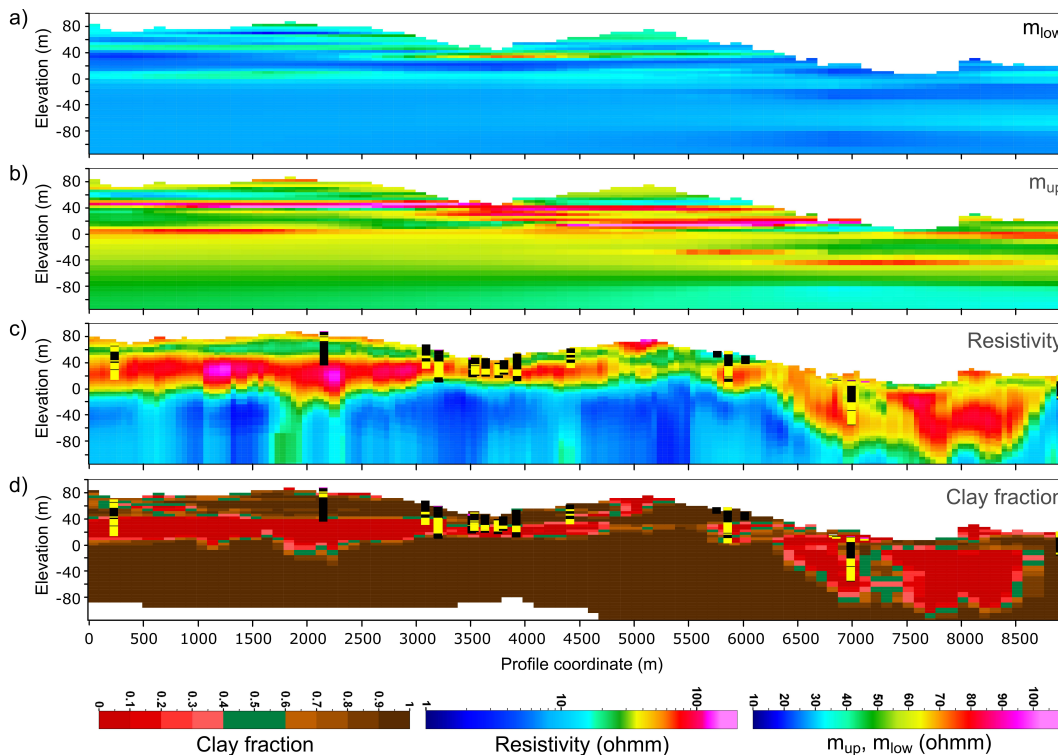 a)
m_low
Elevation (m)
80
40
0
-40
-80
b)
m_up
Elevation (m)
80
40
0
-40
-80
c)
Resistivity
Elevation (m)
80
40
0
-40
-80
d)
Clay fraction
Elevation (m)
80
40
0
-40
-80
0 500 1000 1500 2000 2500 3000 3500 4000 4500 5000 5500 6000 6500 7000 7500 8000 8500
Profile coordinate (m)
0 0.1 0.2 0.3 0.4 0.5 0.6 0.7 0.8 0.9 1
Clay fraction
1 10 100
Resistivity (ohmm)
10 20 30 40 50 60 70 80 90 100
m_up, m_low (ohmm)